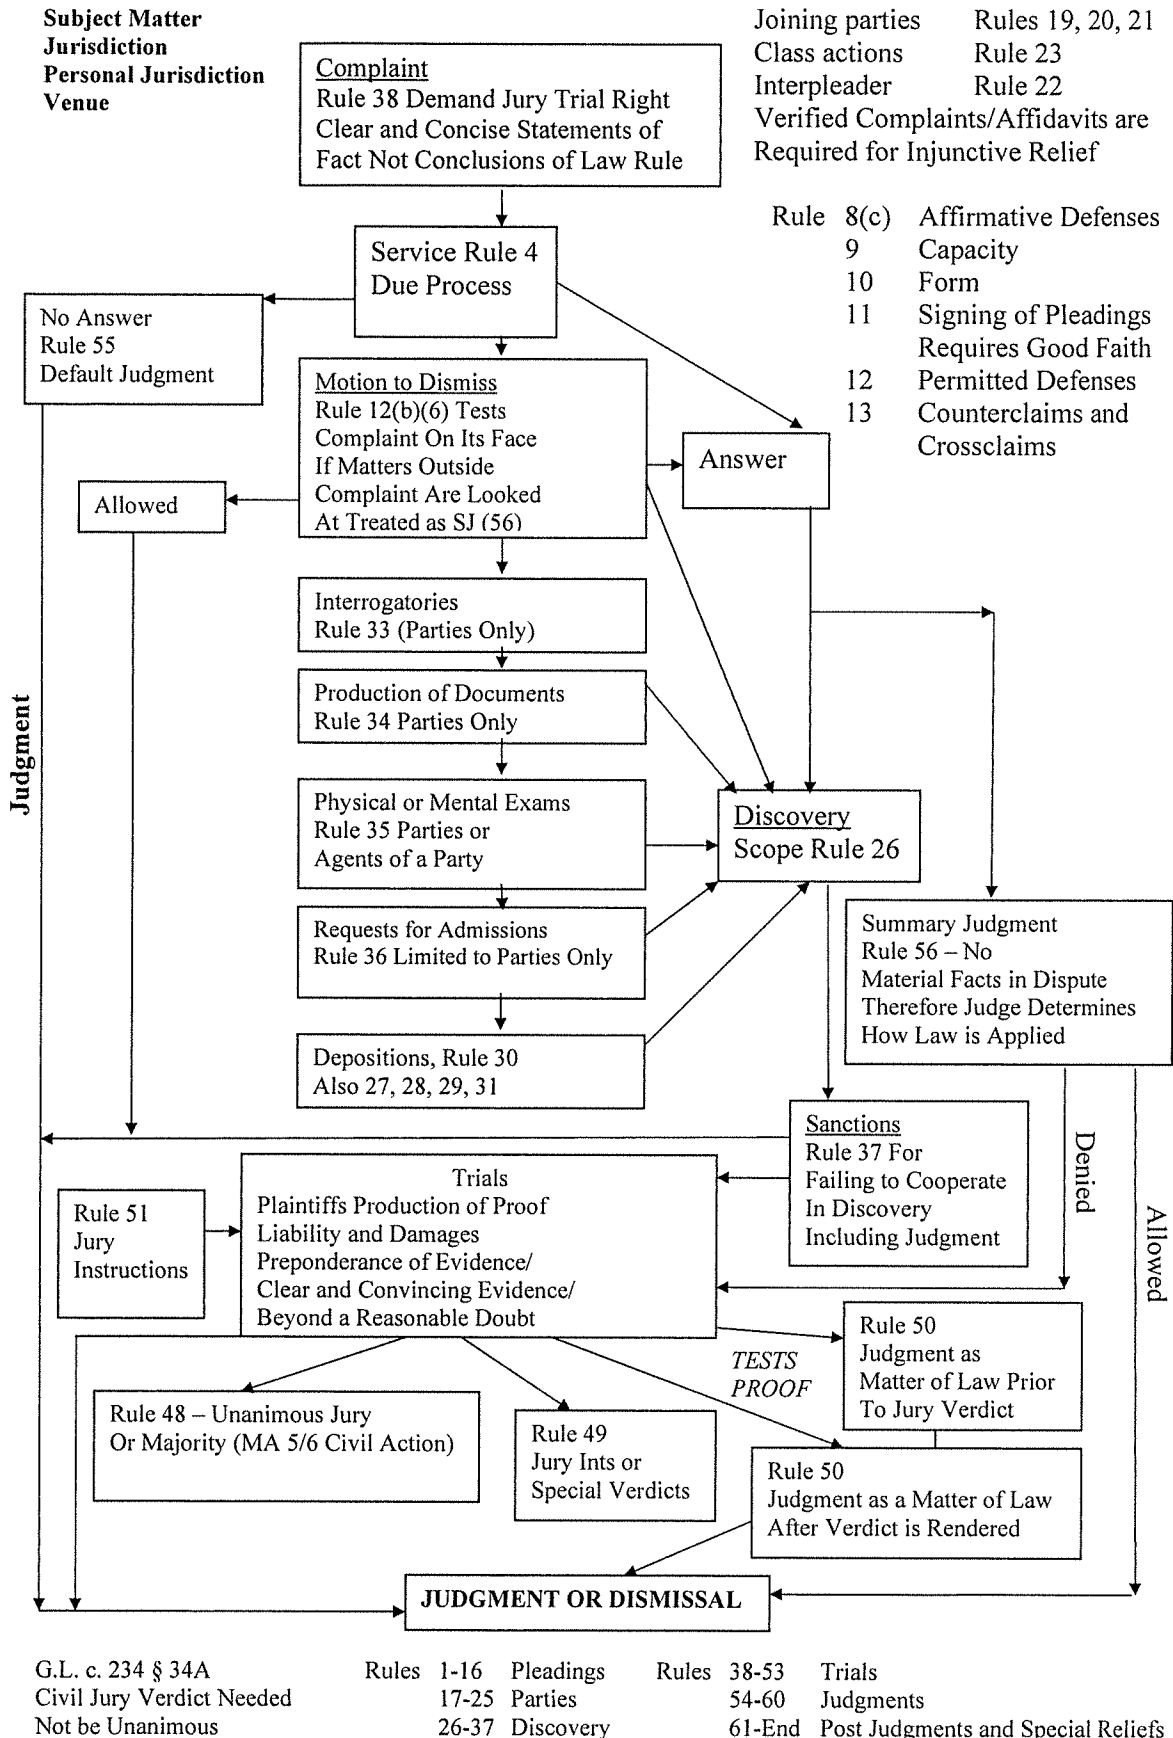 Subject Matter
Jurisdiction
Personal Jurisdiction
Venue
Complaint
Rule 38 Demand Jury Trial Right
Clear and Concise Statements of
Fact Not Conclusions of Law Rule
Joining parties Rules 19, 20, 21
Class actions Rule 23
Interpleader Rule 22
Verified Complaints/Affidavits are
Required for Injunctive Relief
Rule 8(c) Affirmative Defenses
9 Capacity
10 Form
11 Signing of Pleadings
Requires Good Faith
12 Permitted Defenses
13 Counterclaims and
Crossclaims
Service Rule 4
Due Process
No Answer
Rule 55
Default Judgment
Motion to Dismiss
Rule 12(b)(6) Tests
Complaint On Its Face
If Matters Outside
Complaint Are Looked
At Treated as SJ (56)
Answer
Allowed
Interrogatories
Rule 33 (Parties Only)
Production of Documents
Rule 34 Parties Only
Judgment
Physical or Mental Exams
Rule 35 Parties or
Agents of a Party
Discovery
Scope Rule 26
Requests for Admissions
Rule 36 Limited to Parties Only
Summary Judgment
Rule 56 – No
Material Facts in Dispute
Therefore Judge Determines
How Law is Applied
Depositions, Rule 30
Also 27, 28, 29, 31
Sanctions
Rule 37 For
Failing to Cooperate
In Discovery
Including Judgment
Denied
Allowed
Trials
Plaintiffs Production of Proof
Liability and Damages
Preponderance of Evidence/
Clear and Convincing Evidence/
Beyond a Reasonable Doubt
Rule 51
Jury
Instructions
TESTS
PROOF
Rule 50
Judgment as
Matter of Law Prior
To Jury Verdict
Rule 48 – Unanimous Jury
Or Majority (MA 5/6 Civil Action)
Rule 49
Jury Ints or
Special Verdicts
Rule 50
Judgment as a Matter of Law
After Verdict is Rendered
JUDGMENT OR DISMISSAL
G.L. c. 234 § 34A
Civil Jury Verdict Needed
Not be Unanimous
Rules 1-16 Pleadings
17-25 Parties
26-37 Discovery
Rules 38-53 Trials
54-60 Judgments
61-End Post Judgments and Special Reliefs